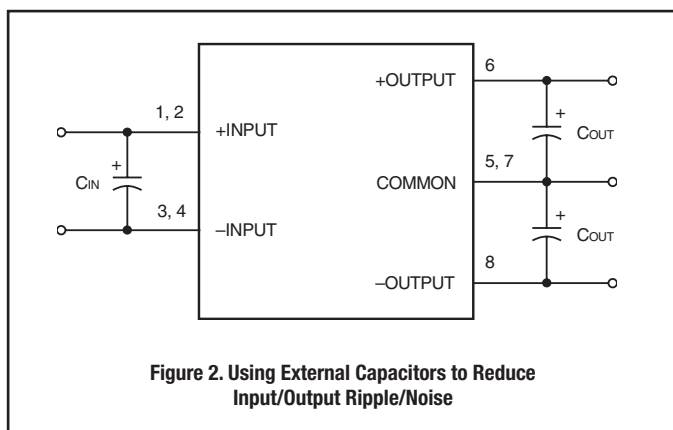 6
+OUTPUT
1, 2
+
+INPUT
COUT
+
5, 7
CIN
COMMON
3, 4
+
–INPUT
COUT
8
–OUTPUT
Figure 2. Using External Capacitors to Reduce
Input/Output Ripple/Noise